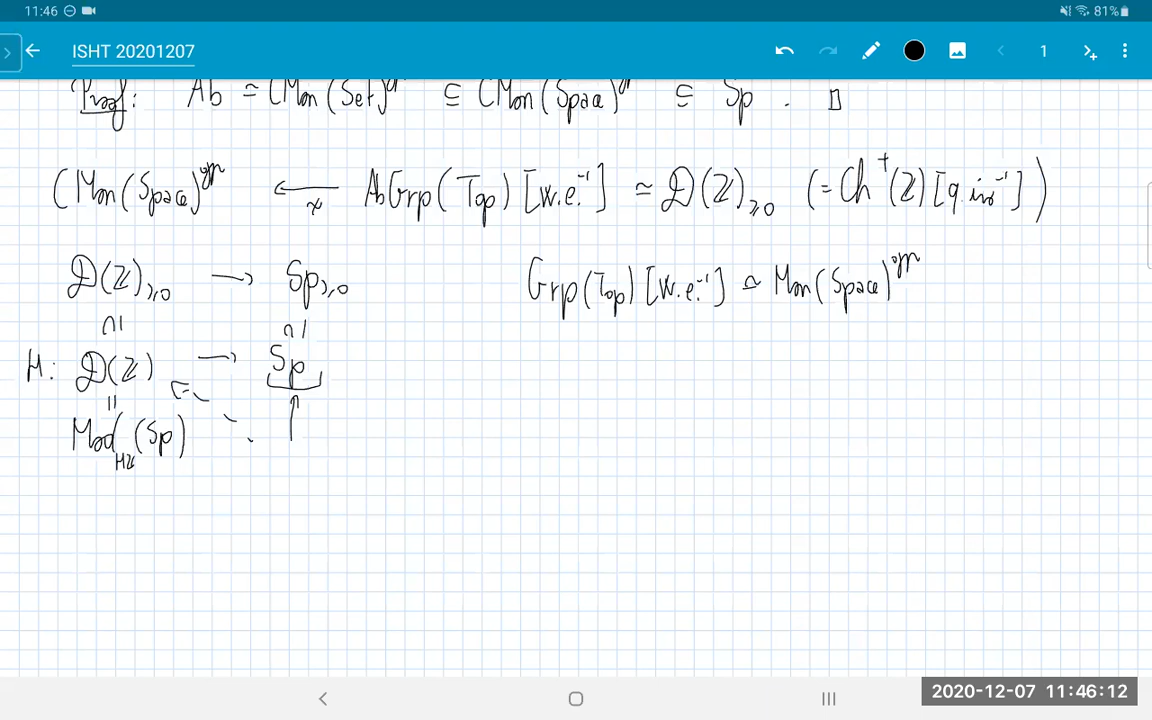 11:46 81%
ISHT 20201207 1
Proof: Ab ≃ CMon(Set)^gp ⊆ CMon(Space)^gp ⊆ Sp . □
CMon(Space)^gp ←≄ AbGrp(Top)[w.e.⁻¹] ≃ 𝒟(ℤ)≥0 (= Ch⁺(ℤ)[q.iso⁻¹])
𝒟(ℤ)≥0 → Sp≥0 Grp(Top)[w.e.⁻¹] ≃ Mon(Space)^gp
∩| ∩|
H: 𝒟(ℤ) → Sp
|| ↑
Mod_Hℤ(Sp)
2020-12-07 11:46:12